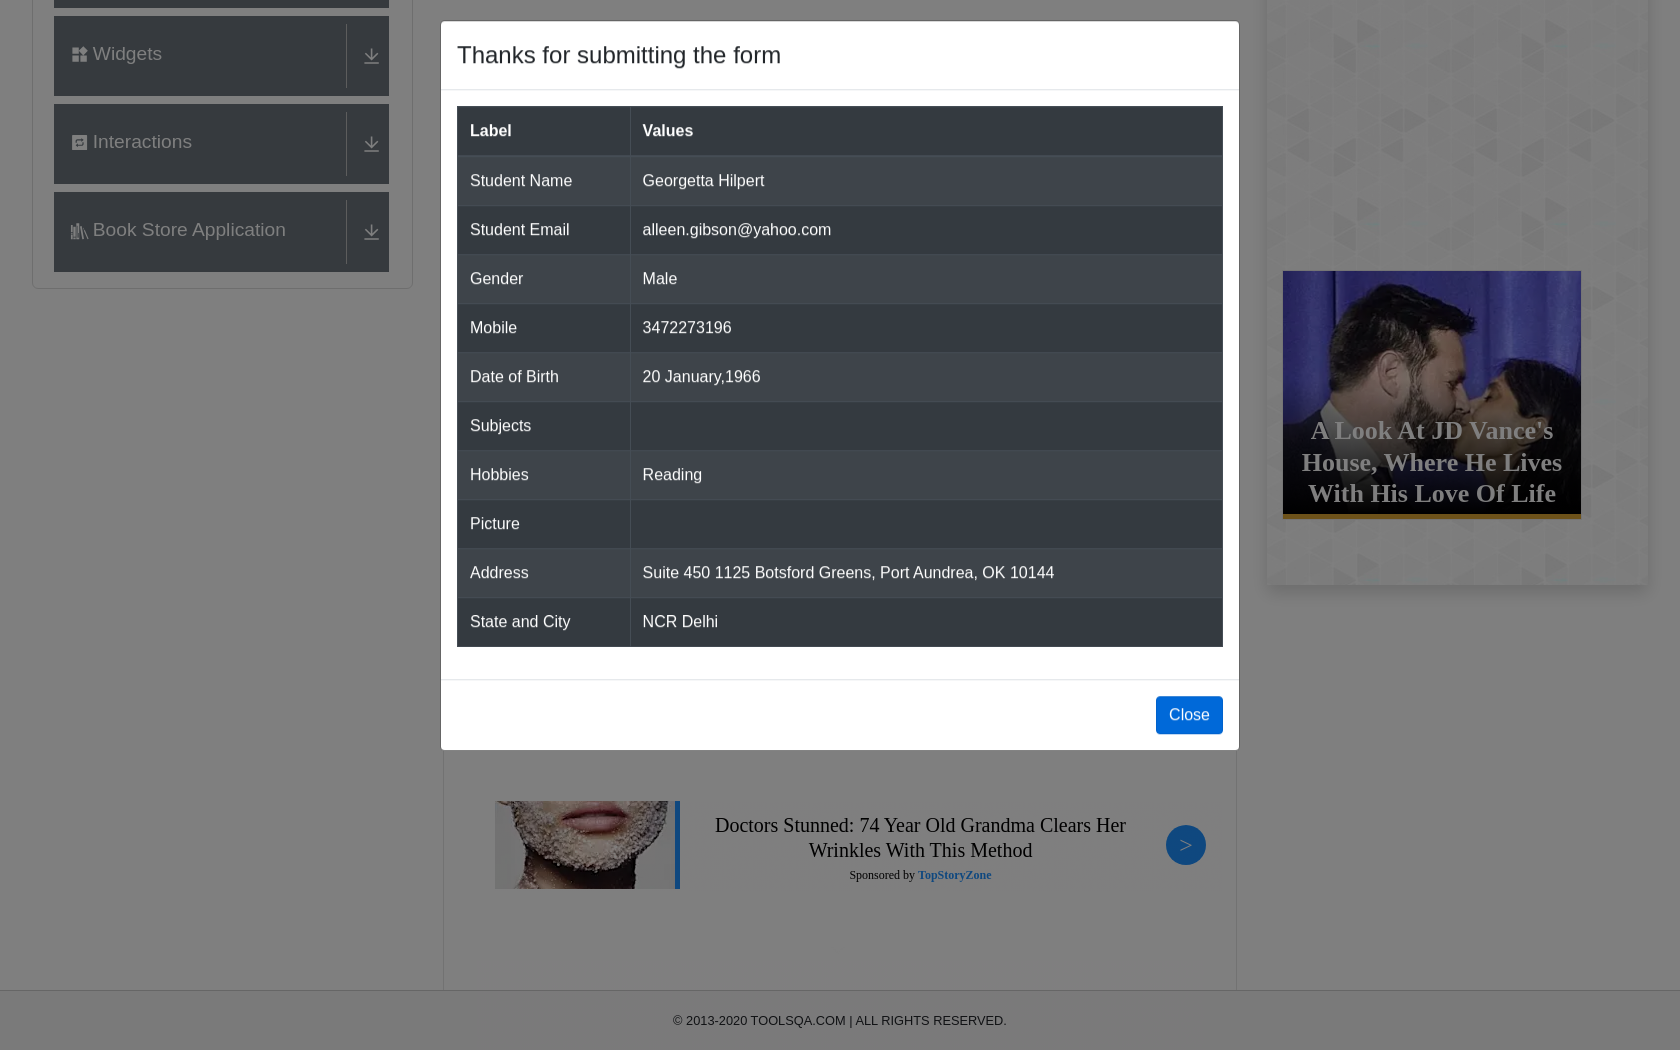 Widgets
Interactions
Book Store Application
Thanks for submitting the form
Label Values
Student Name Georgetta Hilpert
Student Email alleen.gibson@yahoo.com
Gender Male
Mobile 3472273196
Date of Birth 20 January,1966
Subjects
Hobbies Reading
Picture
Address Suite 450 1125 Botsford Greens, Port Aundrea, OK 10144
State and City NCR Delhi
Close
A Look At JD Vance's
House, Where He Lives
With His Love Of Life
Doctors Stunned: 74 Year Old Grandma Clears Her
Wrinkles With This Method
Sponsored by TopStoryZone
>
© 2013-2020 TOOLSQA.COM | ALL RIGHTS RESERVED.